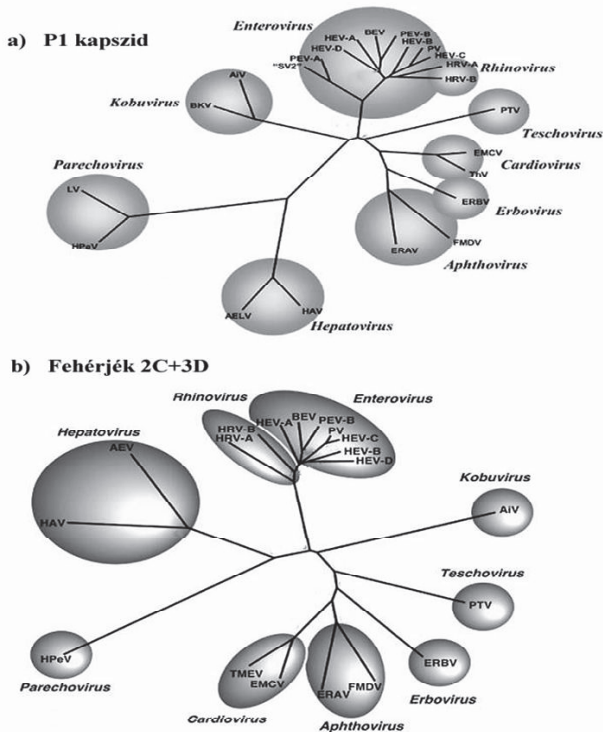 a) P1 kapszid
Enterovirus
BEV
PEV-B
HEV-A
HEV-B
HEV-D
PV
PEV-A
HEV-C
"SV2"
HRV-A
Rhinovirus
HRV-B
AiV
BKV
Kobuvirus
PTV
Teschovirus
EMCV
ThV
Cardiovirus
Parechovirus
LV
HPeV
ERBV
Erbovirus
ERAV
FMDV
Aphthovirus
AELV
HAV
Hepatovirus
b) Fehérjék 2C+3D
Rhinovirus
Enterovirus
BEV
HEV-A
PEV-B
HRV-B
PV
HRV-A
HEV-C
HEV-B
HEV-D
Hepatovirus
AEV
HAV
Kobuvirus
AiV
Teschovirus
PTV
HPeV
Parechovirus
TMEV
EMCV
Cardiovirus
ERAV
FMDV
Aphthovirus
ERBV
Erbovirus